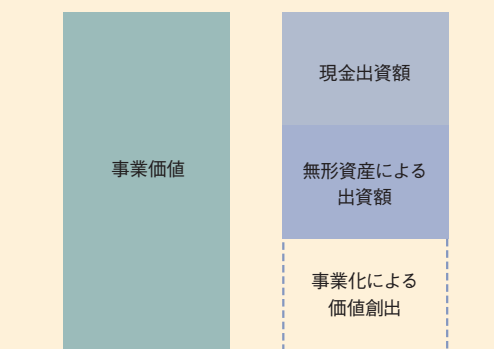 事業価値
現金出資額
無形資産による
出資額
事業化による
価値創出